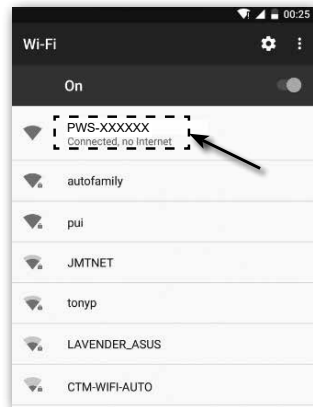 00:25
Wi-Fi
On
PWS-XXXXXX
Connected, no Internet
autofamily
pui
JMTNET
tonyp
LAVENDER_ASUS
CTM-WIFI-AUTO